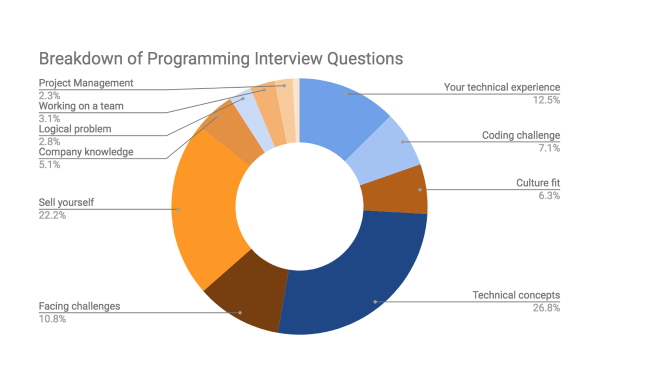 Breakdown of Programming Interview Questions
Project Management
2.3%
Working on a team
3.1%
Logical problem
2.8%
Company knowledge
5.1%
Sell yourself
22.2%
Facing challenges
10.8%
Your technical experience
12.5%
Coding challenge
7.1%
Culture fit
6.3%
Technical concepts
26.8%